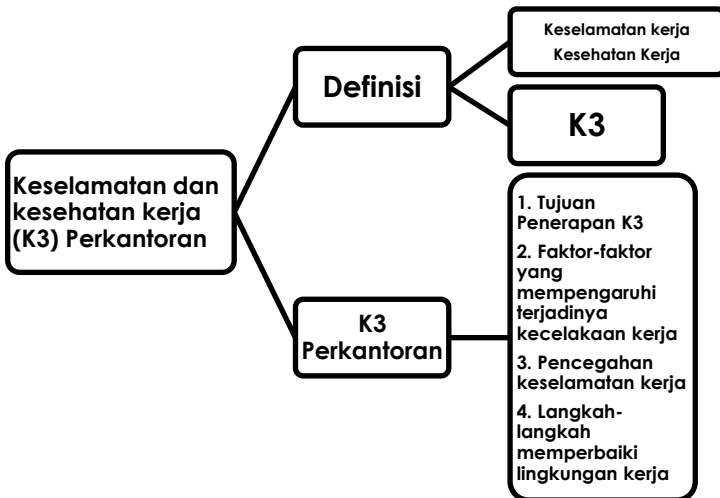 Keselamatan dan
kesehatan kerja
(K3) Perkantoran
Definisi
Keselamatan kerja
Kesehatan Kerja
K3
K3
Perkantoran
1. Tujuan
Penerapan K3
2. Faktor-faktor
yang
mempengaruhi
terjadinya
kecelakaan kerja
3. Pencegahan
keselamatan kerja
4. Langkah-
langkah
memperbaiki
lingkungan kerja